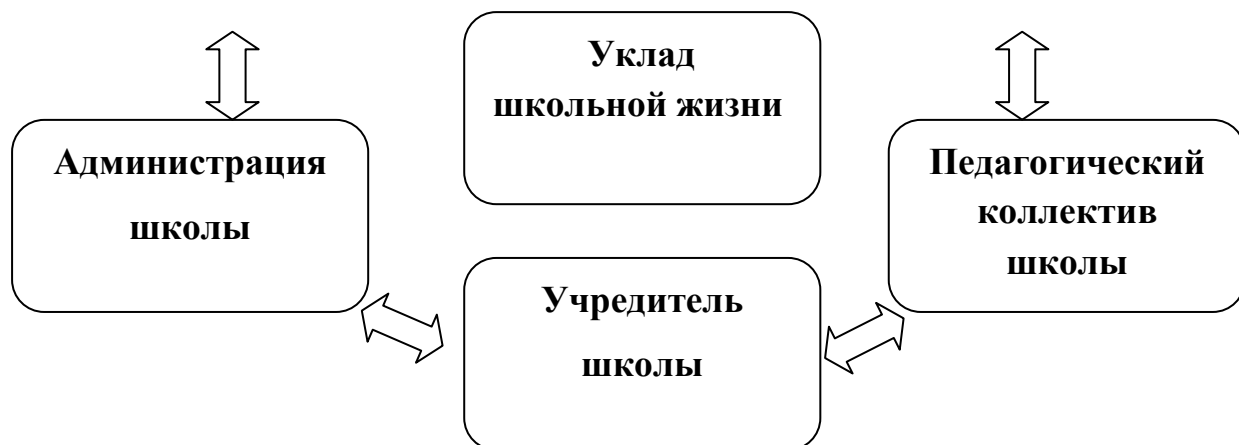 Уклад
школьной жизни
Администрация
школы
Педагогический
коллектив
школы
Учредитель
школы